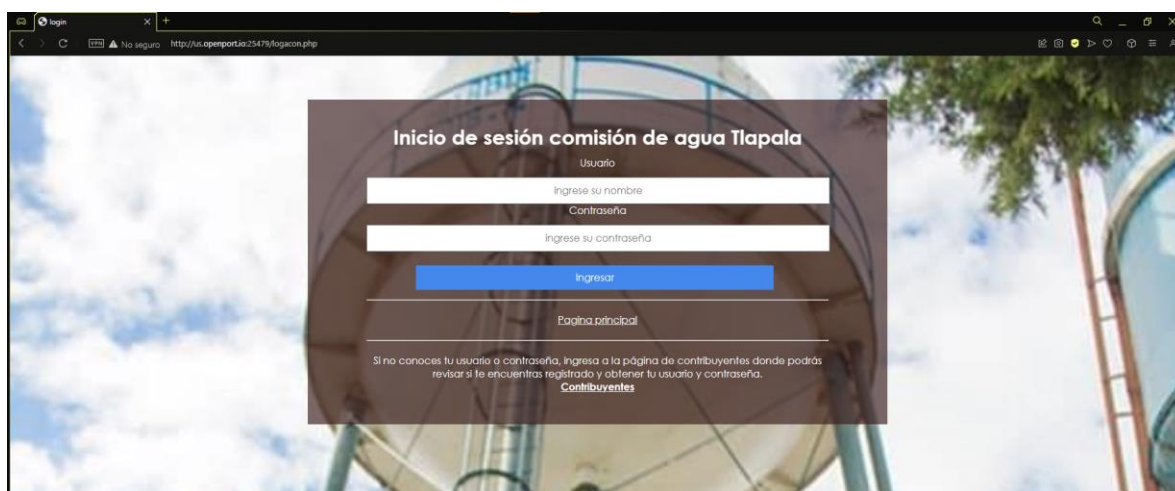 login
VPN No seguro http://us.openport.io:25479/logacon.php
Inicio de sesión comisión de agua Tlapala
Usuario
ingrese su nombre
Contraseña
ingrese su contraseña
Ingresar
Pagina principal
Si no conoces tu usuario o contraseña, ingresa a la página de contribuyentes donde podrás
revisar si te encuentras registrado y obtener tu usuario y contraseña.
Contribuyentes